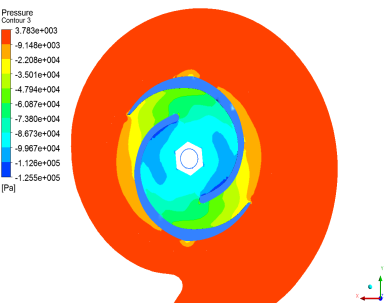 Pressure
Contour 3
3.783e+003
-9.148e+003
-2.208e+004
-3.501e+004
-4.794e+004
-6.087e+004
-7.380e+004
-8.673e+004
-9.967e+004
-1.126e+005
-1.255e+005
[Pa]